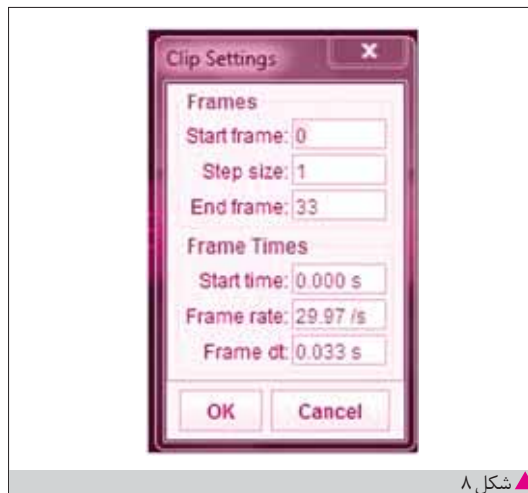 Clip Settings
x
Frames
Start frame: 0
Step size: 1
End frame: 33
Frame Times
Start time: 0.000 s
Frame rate: 29.97 /s
Frame dt: 0.033 s
OK Cancel
شکل ۸